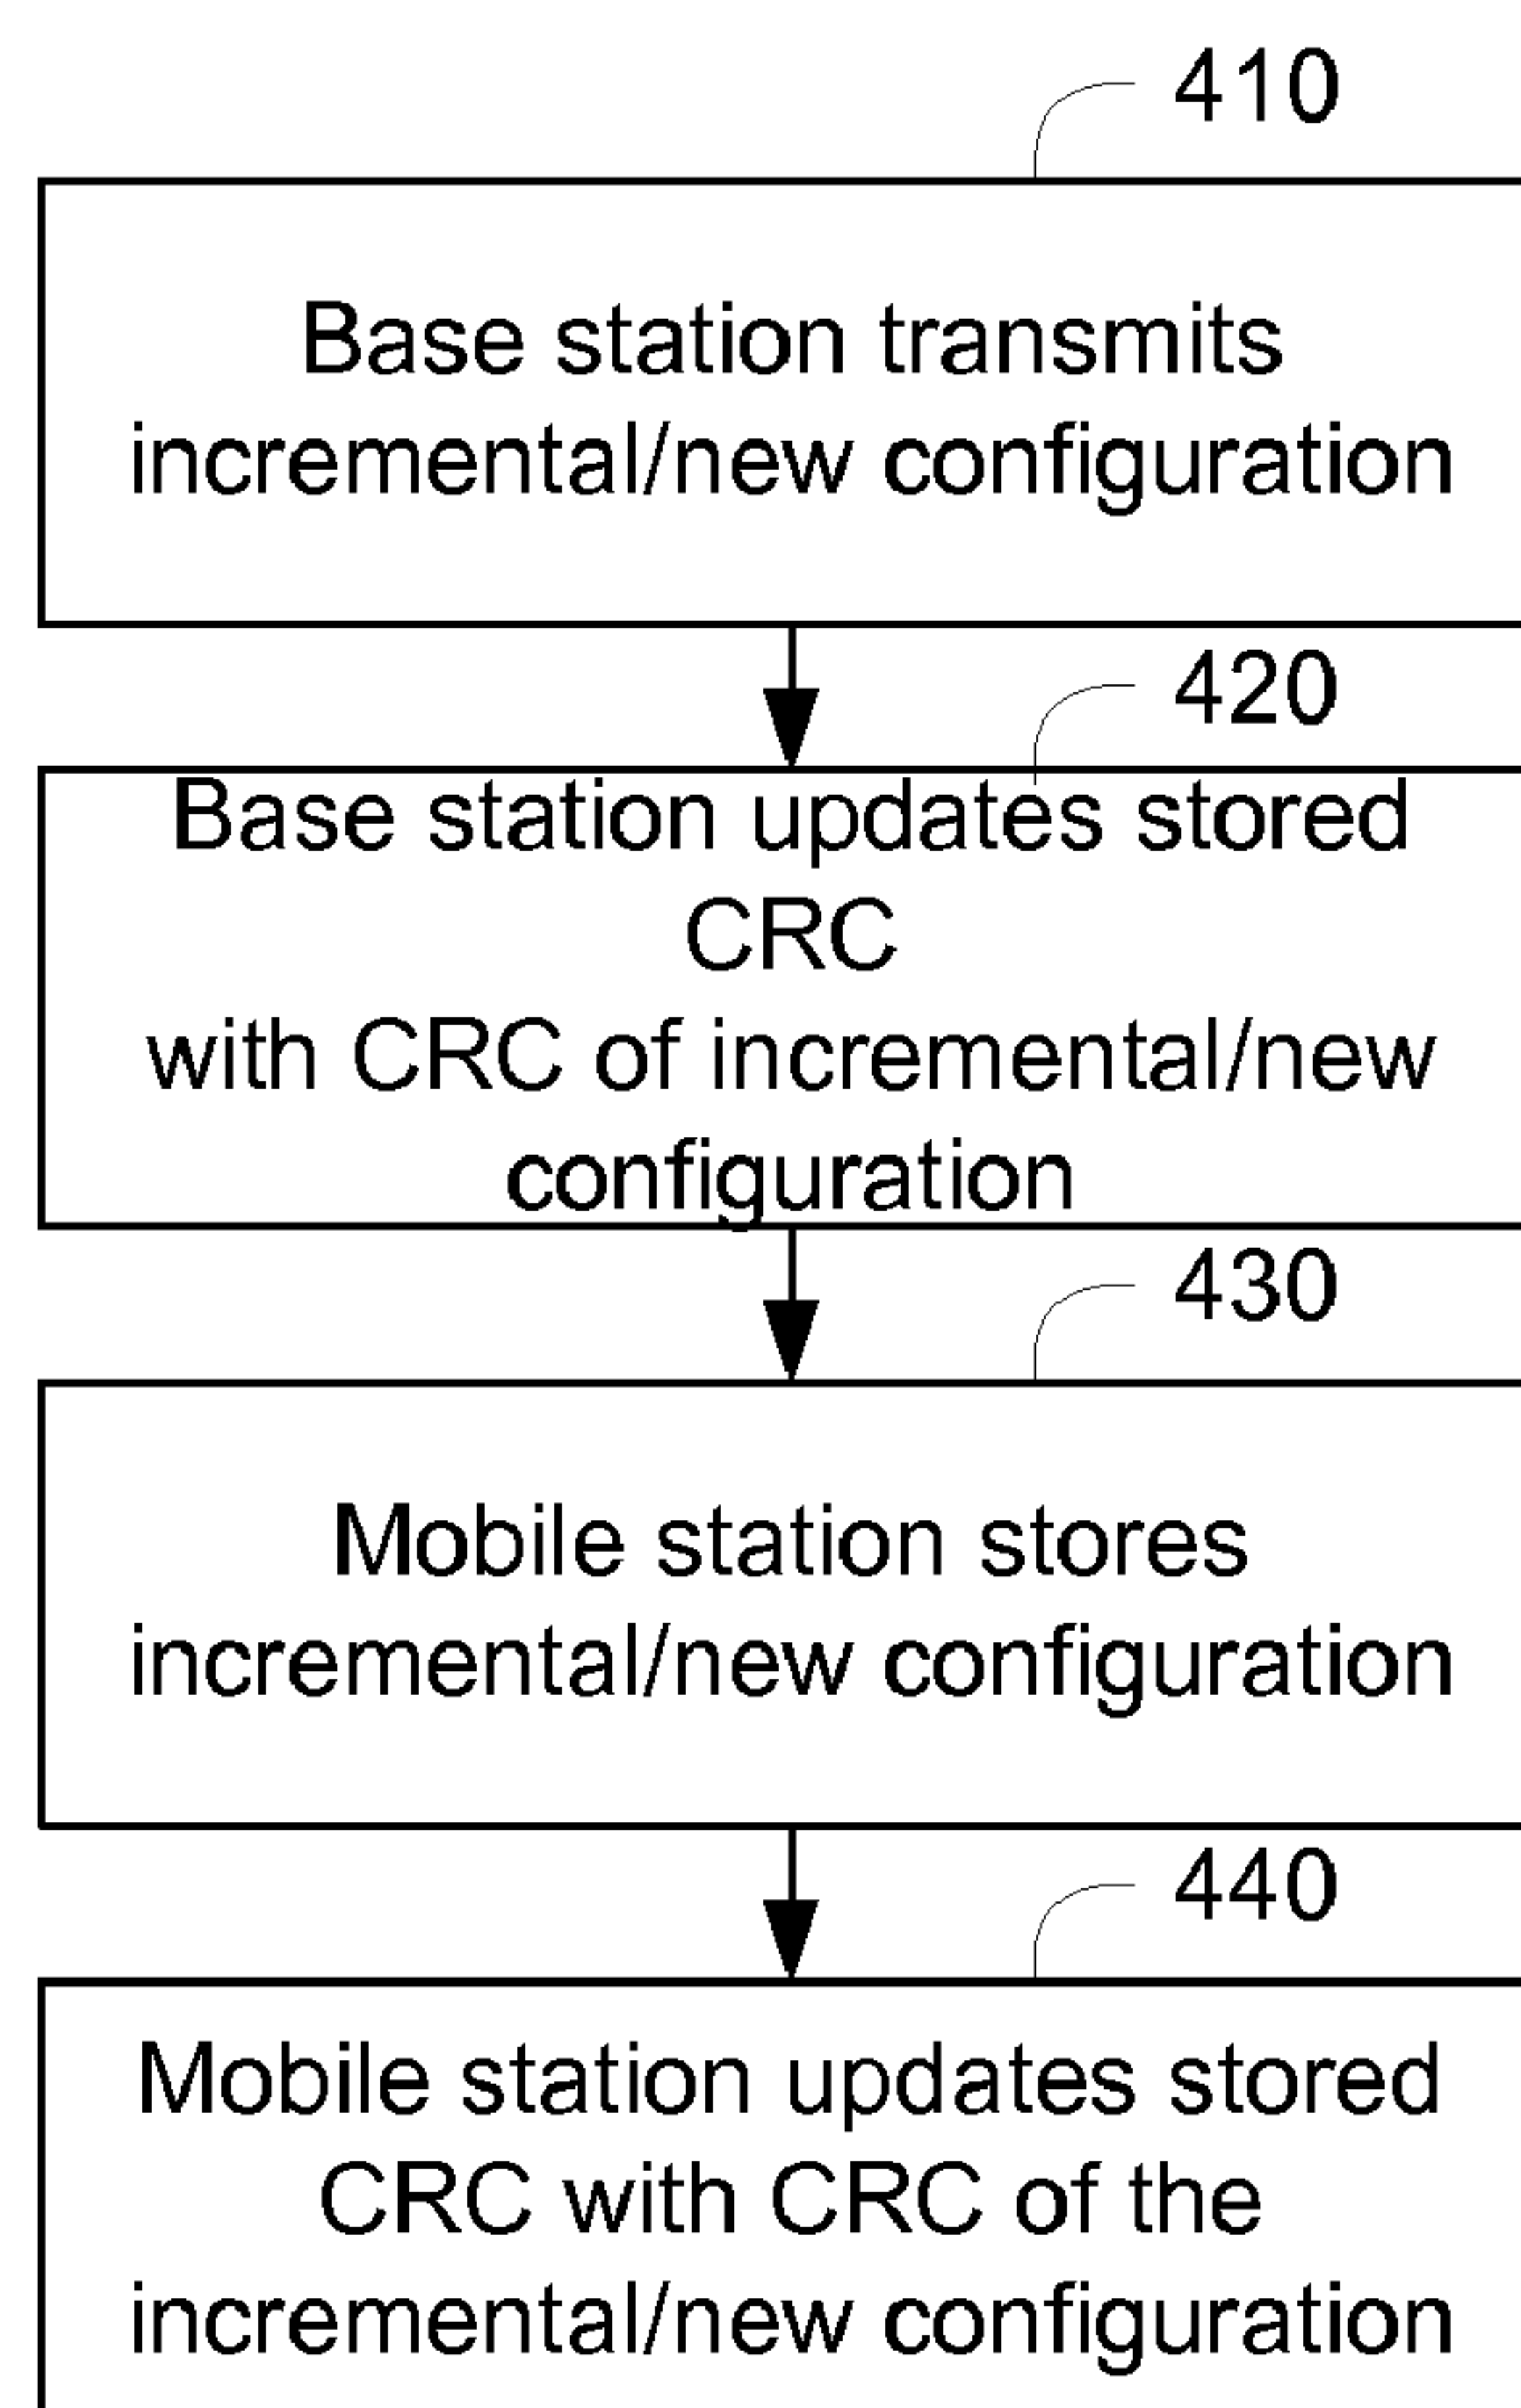 410
Base station transmits
incremental/new configuration
420
Base station updates stored
CRC
with CRC of incremental/new
configuration
430
Mobile station stores
incremental/new configuration
440
Mobile station updates stored
CRC with CRC of the
incremental/new configuration